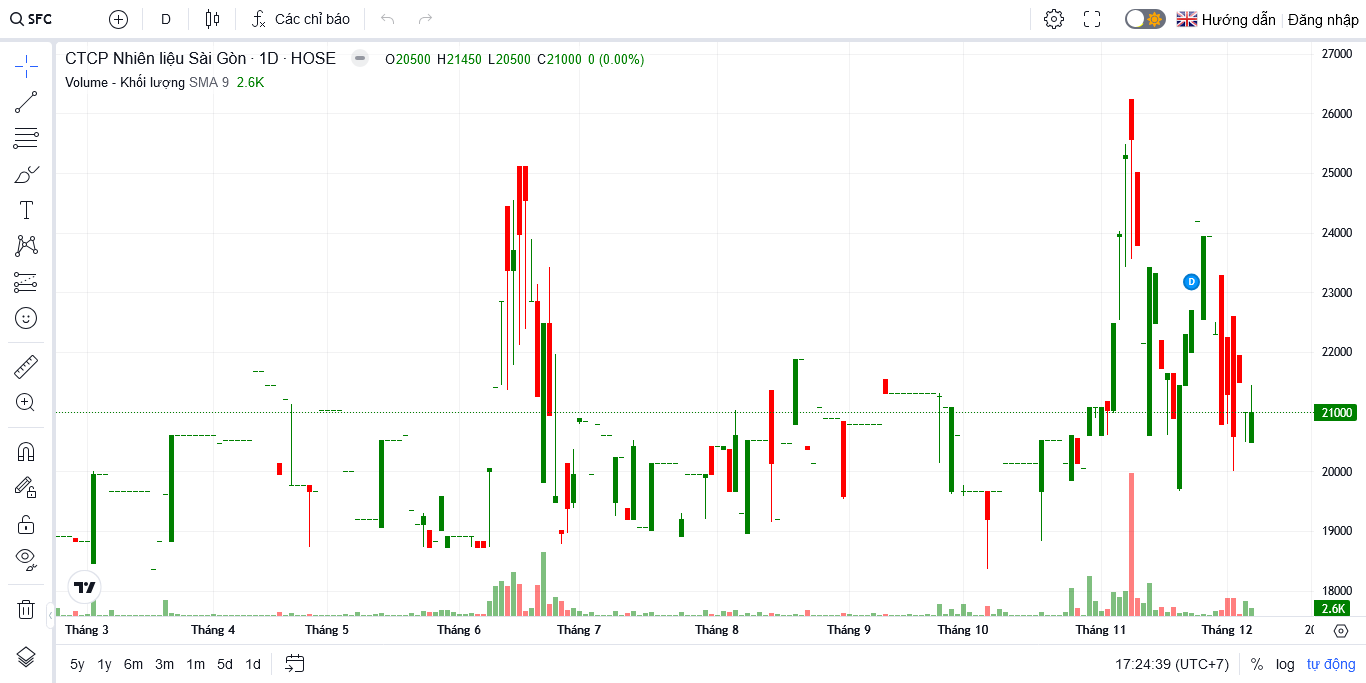 SFC D Các chỉ báo Hướng dẫn Đăng nhập
CTCP Nhiên liệu Sài Gòn · 1D · HOSE O20500 H21450 L20500 C21000 0 (0.00%)
Volume - Khối lượng SMA 9 2.6K
27000
26000
25000
24000
23000
D
22000
21000
20000
19000
18000
2.6K
Tháng 3 Tháng 4 Tháng 5 Tháng 6 Tháng 7 Tháng 8 Tháng 9 Tháng 10 Tháng 11 Tháng 12
5y 1y 6m 3m 1m 5d 1d 17:24:39 (UTC+7) % log tự động